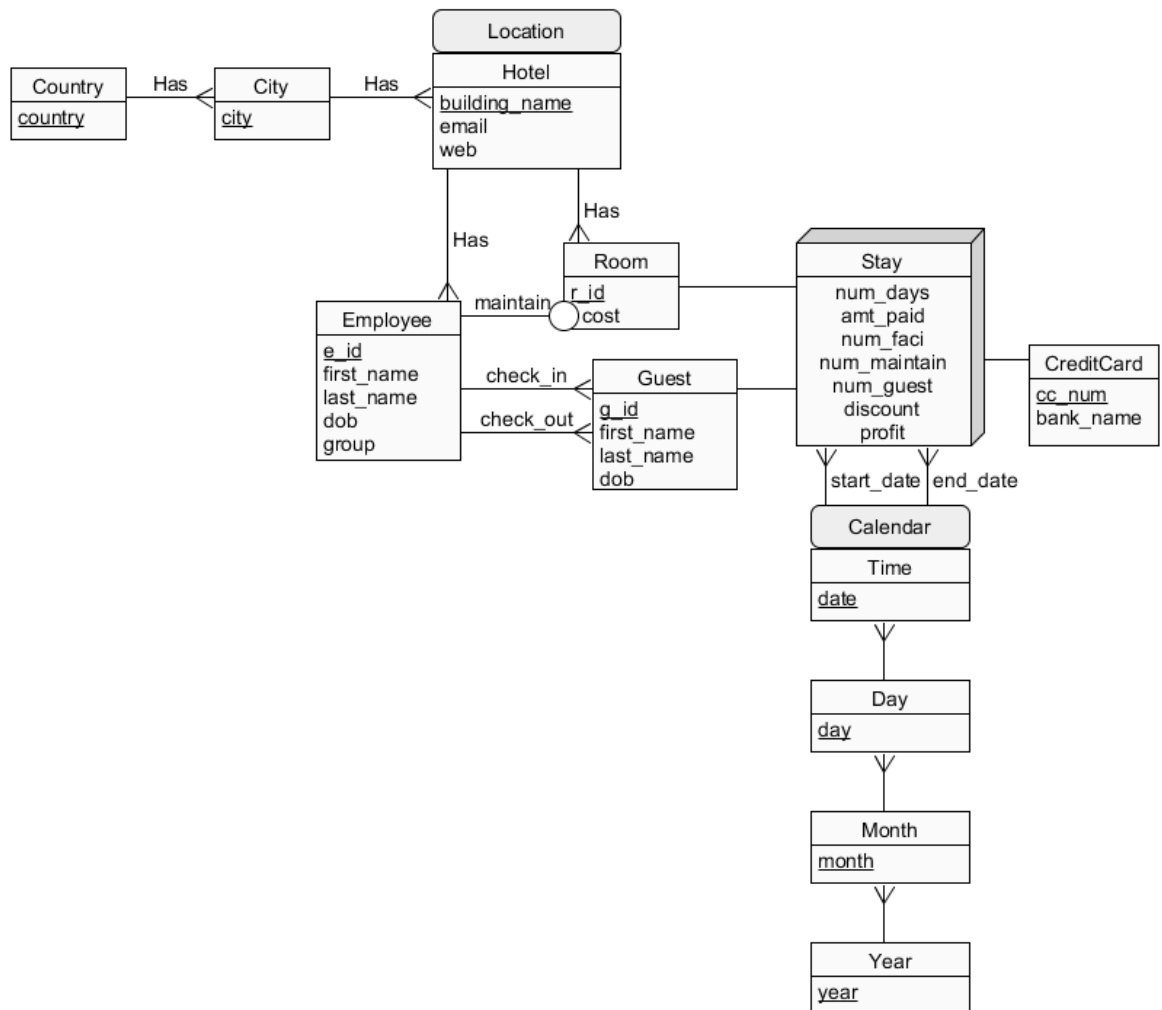 Location
Hotel
building_name
email
web
Country
country
Has
City
city
Has
Has
Has
Room
r_id
cost
maintain
Employee
e_id
first_name
last_name
dob
group
check_in
check_out
Guest
g_id
first_name
last_name
dob
Stay
num_days
amt_paid
num_faci
num_maintain
num_guest
discount
profit
CreditCard
cc_num
bank_name
start_date
end_date
Calendar
Time
date
Day
day
Month
month
Year
year